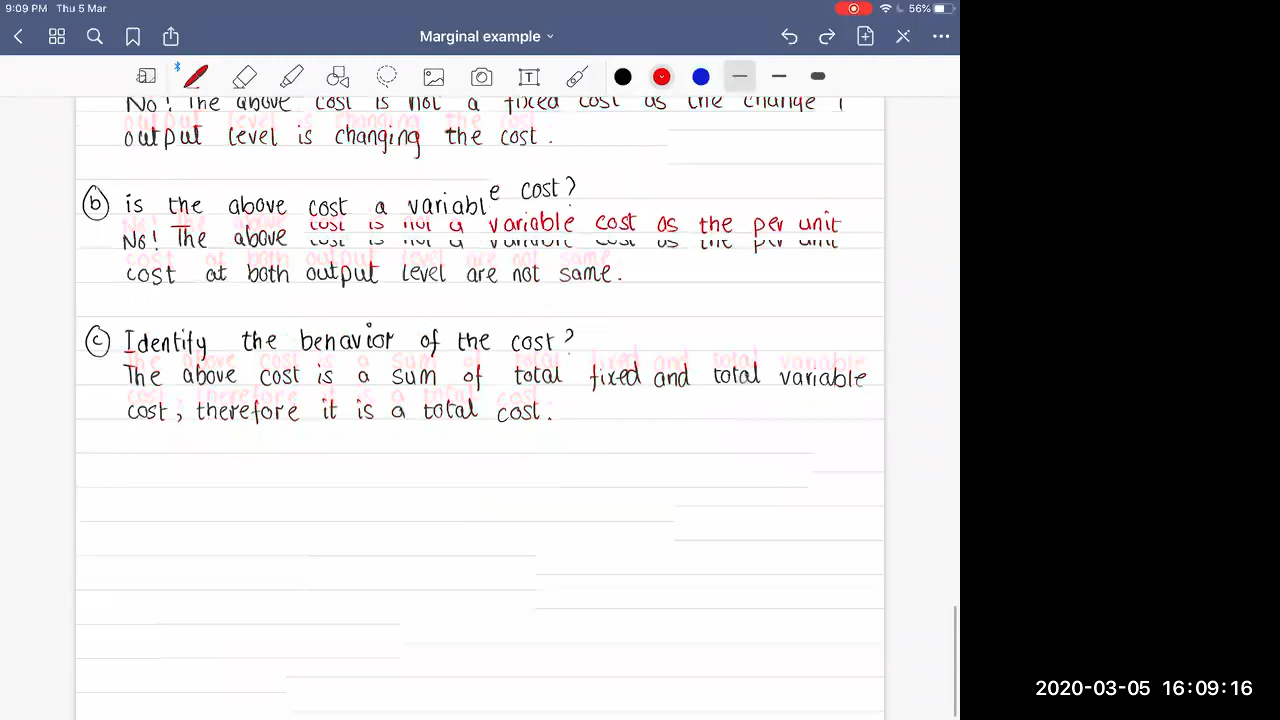 9:09 PM Thu 5 Mar
56%
Marginal example
No! The above cost is not a fixed cost as the change
output level is changing the cost.
b is the above cost a variable cost?
No! The above cost is not a variable cost as the per unit
cost at both output level are not same.
c Identify the behavior of the cost?
The above cost is a sum of total fixed and total variable
cost, therefore it is a total cost.
2020-03-05 16:09:16